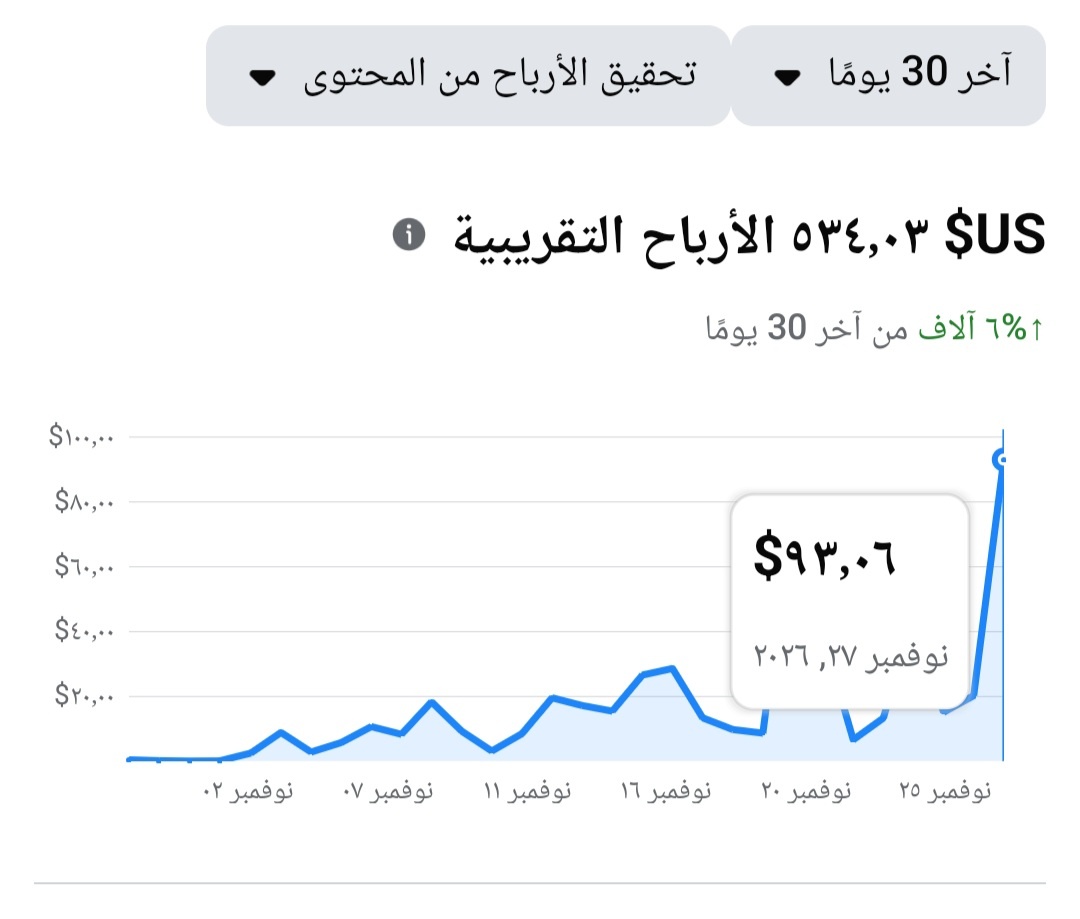 آخر 30 يومًا
تحقيق الأرباح من المحتوى
US$ ٥٣٤,٠٣ الأرباح التقريبية
↑٦% آلاف من آخر 30 يومًا
$١٠٠,٠٠
$٨٠,٠٠
$٦٠,٠٠
$٤٠,٠٠
$٢٠,٠٠
$٩٣,٠٦
نوفمبر ٢٧, ٢٠٢٦
نوفمبر ٠٢
نوفمبر ٠٧
نوفمبر ١١
نوفمبر ١٦
نوفمبر ٢٠
نوفمبر ٢٥